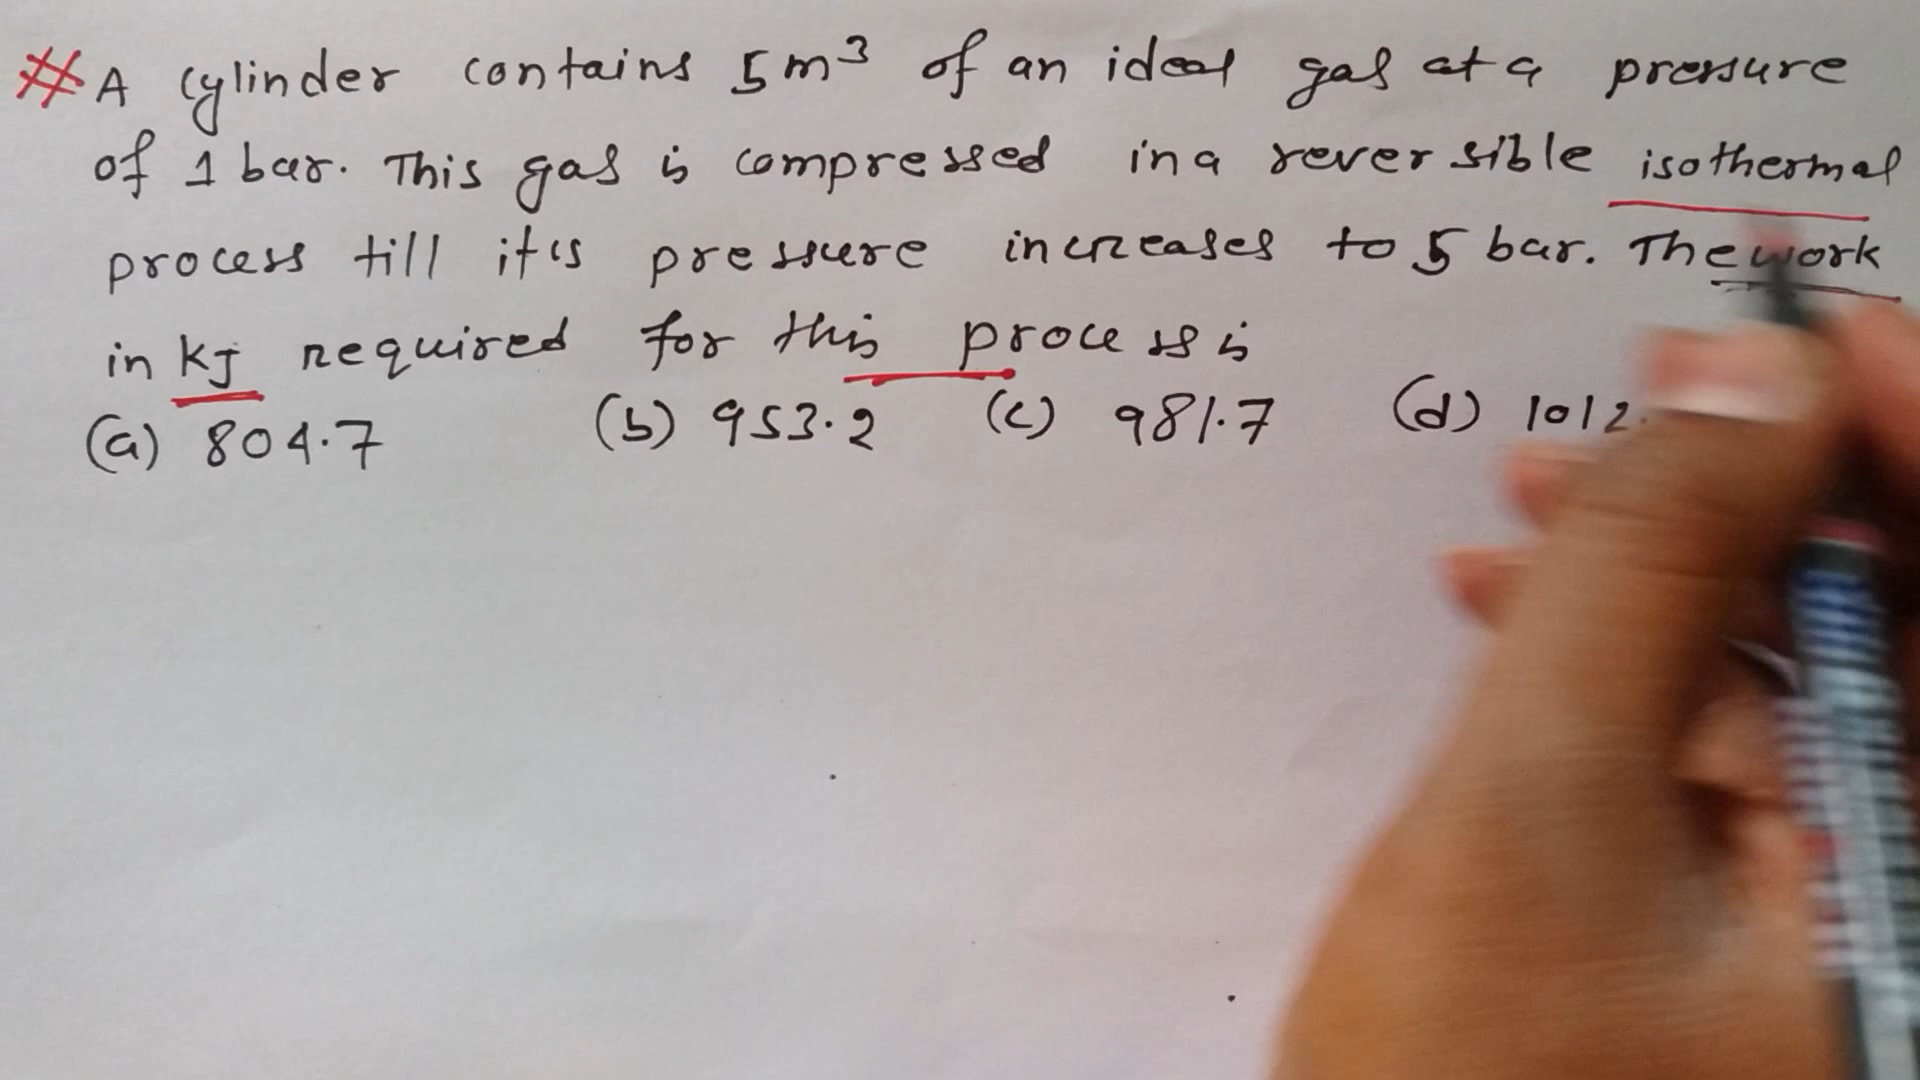 # A cylinder contains 5m³ of an ideal gas at a pressure
of 1 bar. This gas is compressed in a reversible isothermal
process till it's pressure increases to 5 bar. The work
in KJ required for this process is
(a) 804.7 (b) 953.2 (c) 981.7 (d) 1012.